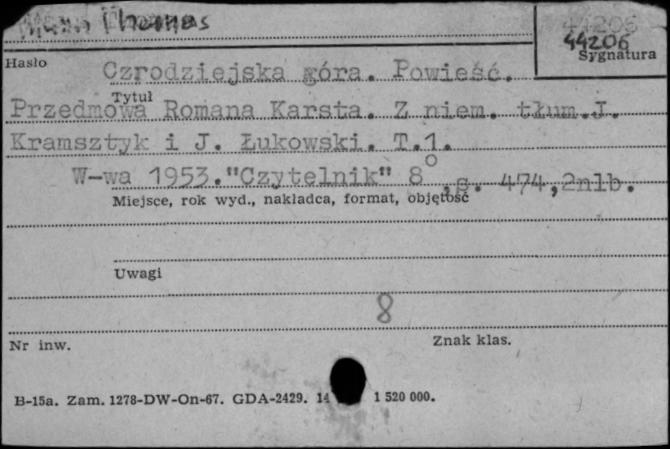 Mann Thomas
44206
44206
Hasło
Sygnatura
Czrodziejska góra. Powieść.
Tytuł
Przedmowa Romana Karsta. Z niem. tłum.J.
Kramsztyk i J. Łukowski. T.1.
W-wa 1953."Czytelnik" 8°,s. 474,2nlb.
Miejsce, rok wyd., nakładca, format, objętość
Uwagi
8
Nr inw.
Znak klas.
B-15a. Zam. 1278-DW-On-67. GDA-2429. 14 1 520 000.